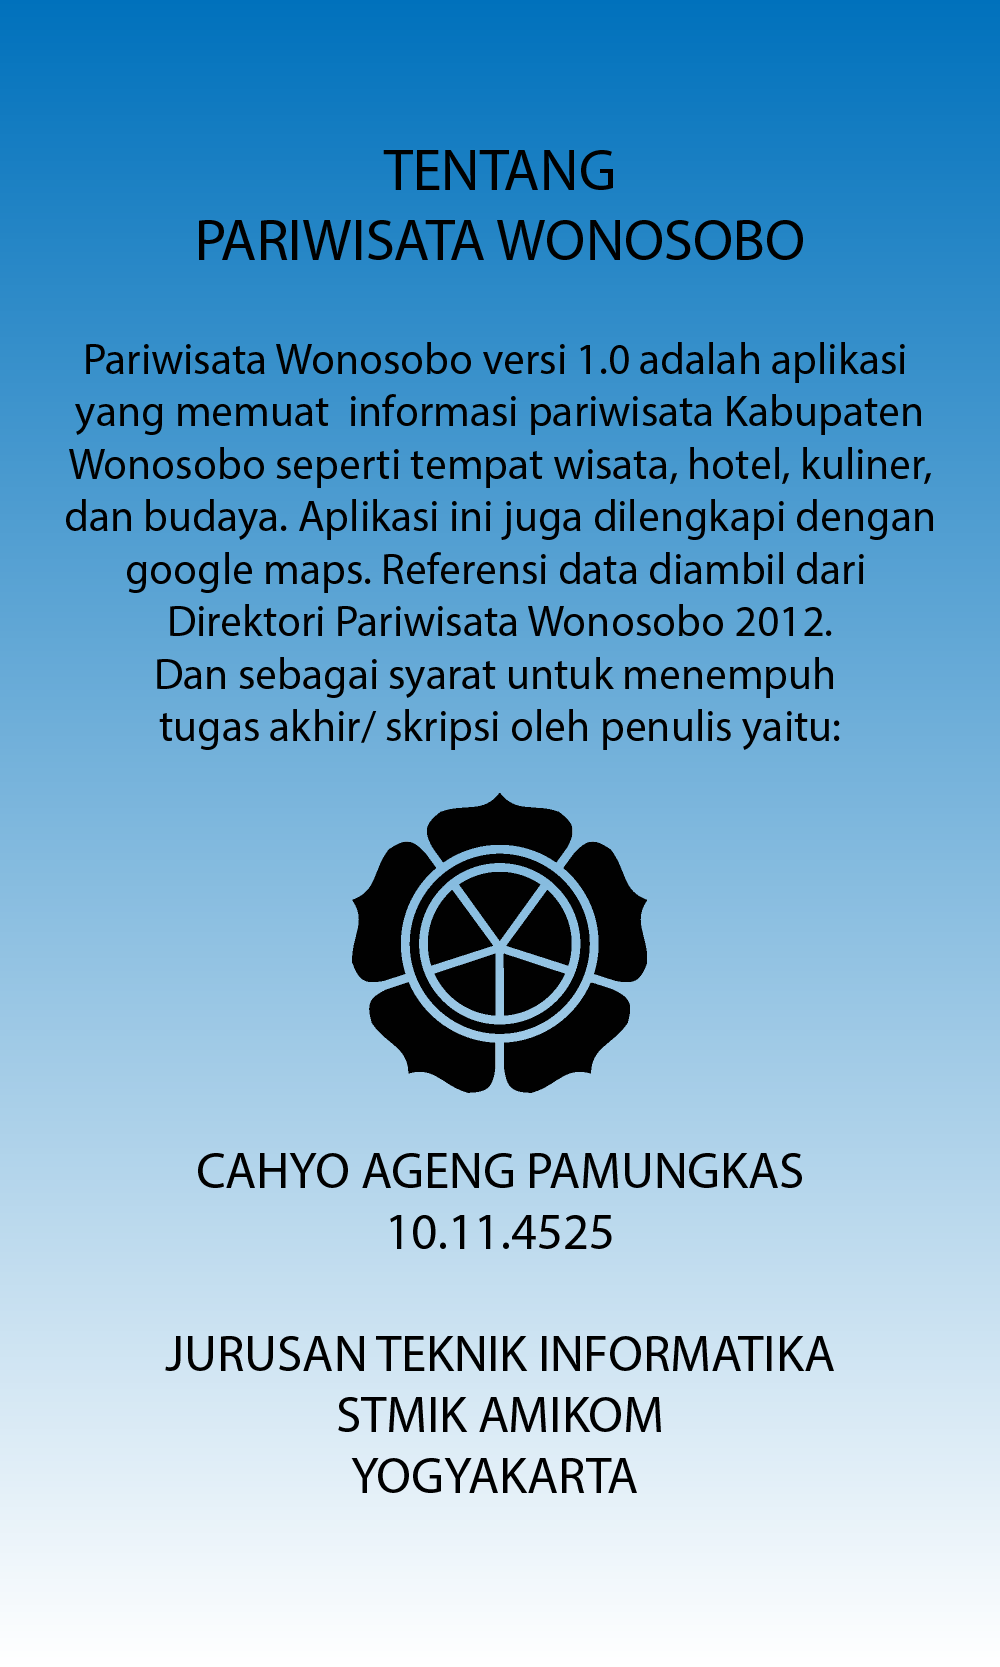 TENTANG
PARIWISATA WONOSOBO
Pariwisata Wonosobo versi 1.0 adalah aplikasi
yang memuat  informasi pariwisata Kabupaten
Wonosobo seperti tempat wisata, hotel, kuliner,
dan budaya. Aplikasi ini juga dilengkapi dengan
google maps. Referensi data diambil dari
Direktori Pariwisata Wonosobo 2012.
Dan sebagai syarat untuk menempuh
tugas akhir/ skripsi oleh penulis yaitu:
CAHYO AGENG PAMUNGKAS
10.11.4525
JURUSAN TEKNIK INFORMATIKA
STMIK AMIKOM
YOGYAKARTA